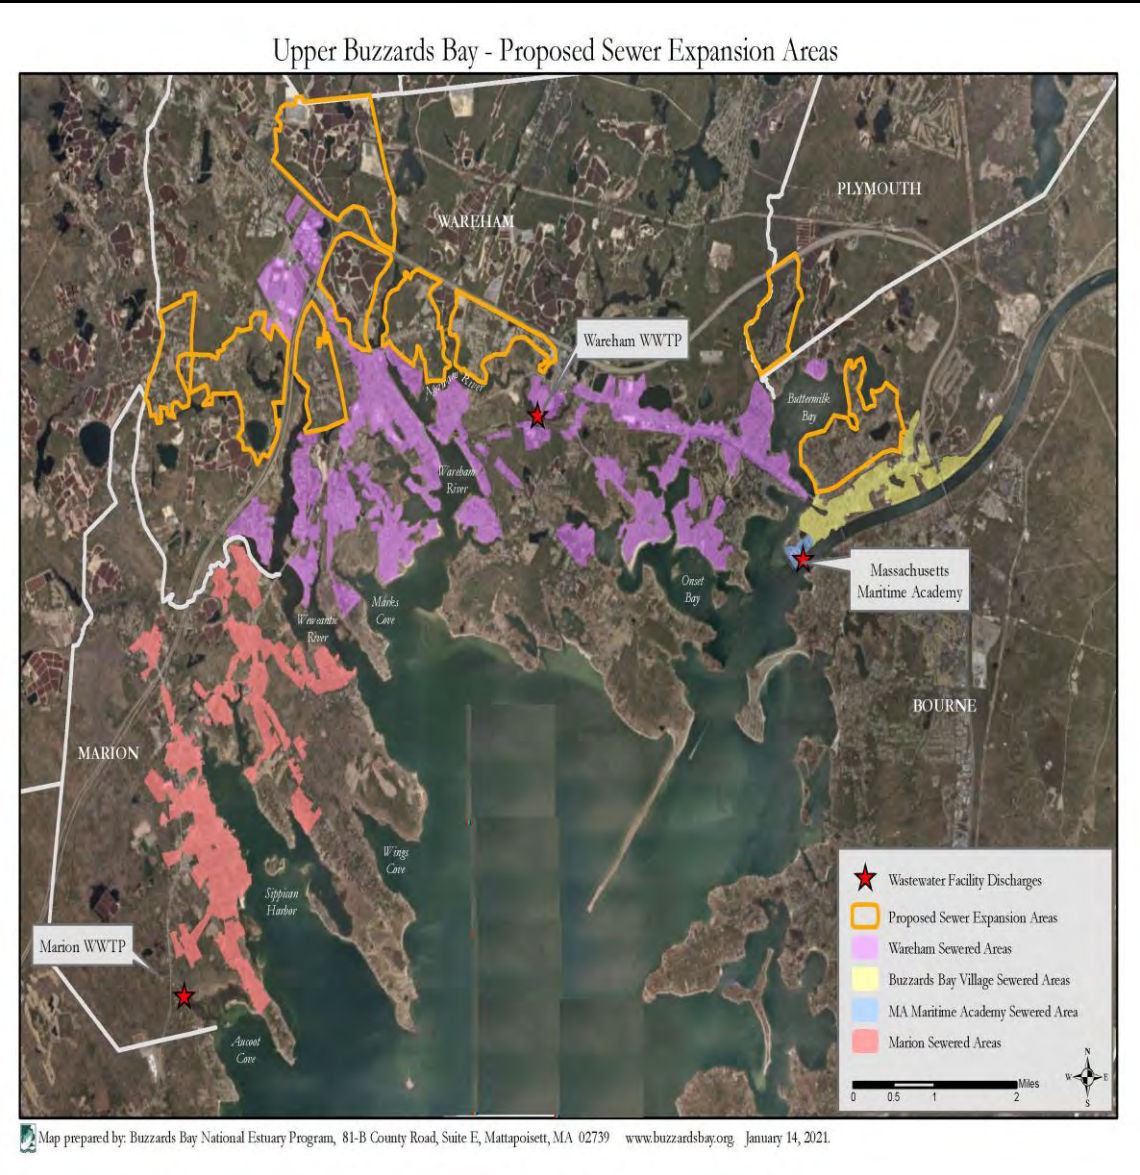 Upper Buzzards Bay - Proposed Sewer Expansion Areas
PLYMOUTH
WAREHAM
Wareham WWTP
River
Buttermilk
Bay
Wareham
River
Massachusetts
Maritime Academy
Onset
Bay
Marks
Cove
Weweantic
River
BOURNE
MARION
Wings
Cove
Sippican
Harbor
Marion WWTP
Aucoot
Cove
Wastewater Facility Discharges
Proposed Sewer Expansion Areas
Wareham Sewered Areas
Buzzards Bay Village Sewered Areas
MA Maritime Academy Sewered Area
Marion Sewered Areas
N
W E
S
Miles
0 0.5 1 2
Map prepared by: Buzzards Bay National Estuary Program, 81-B County Road, Suite E, Mattapoisett, MA 02739 www.buzzardsbay.org January 14, 2021.